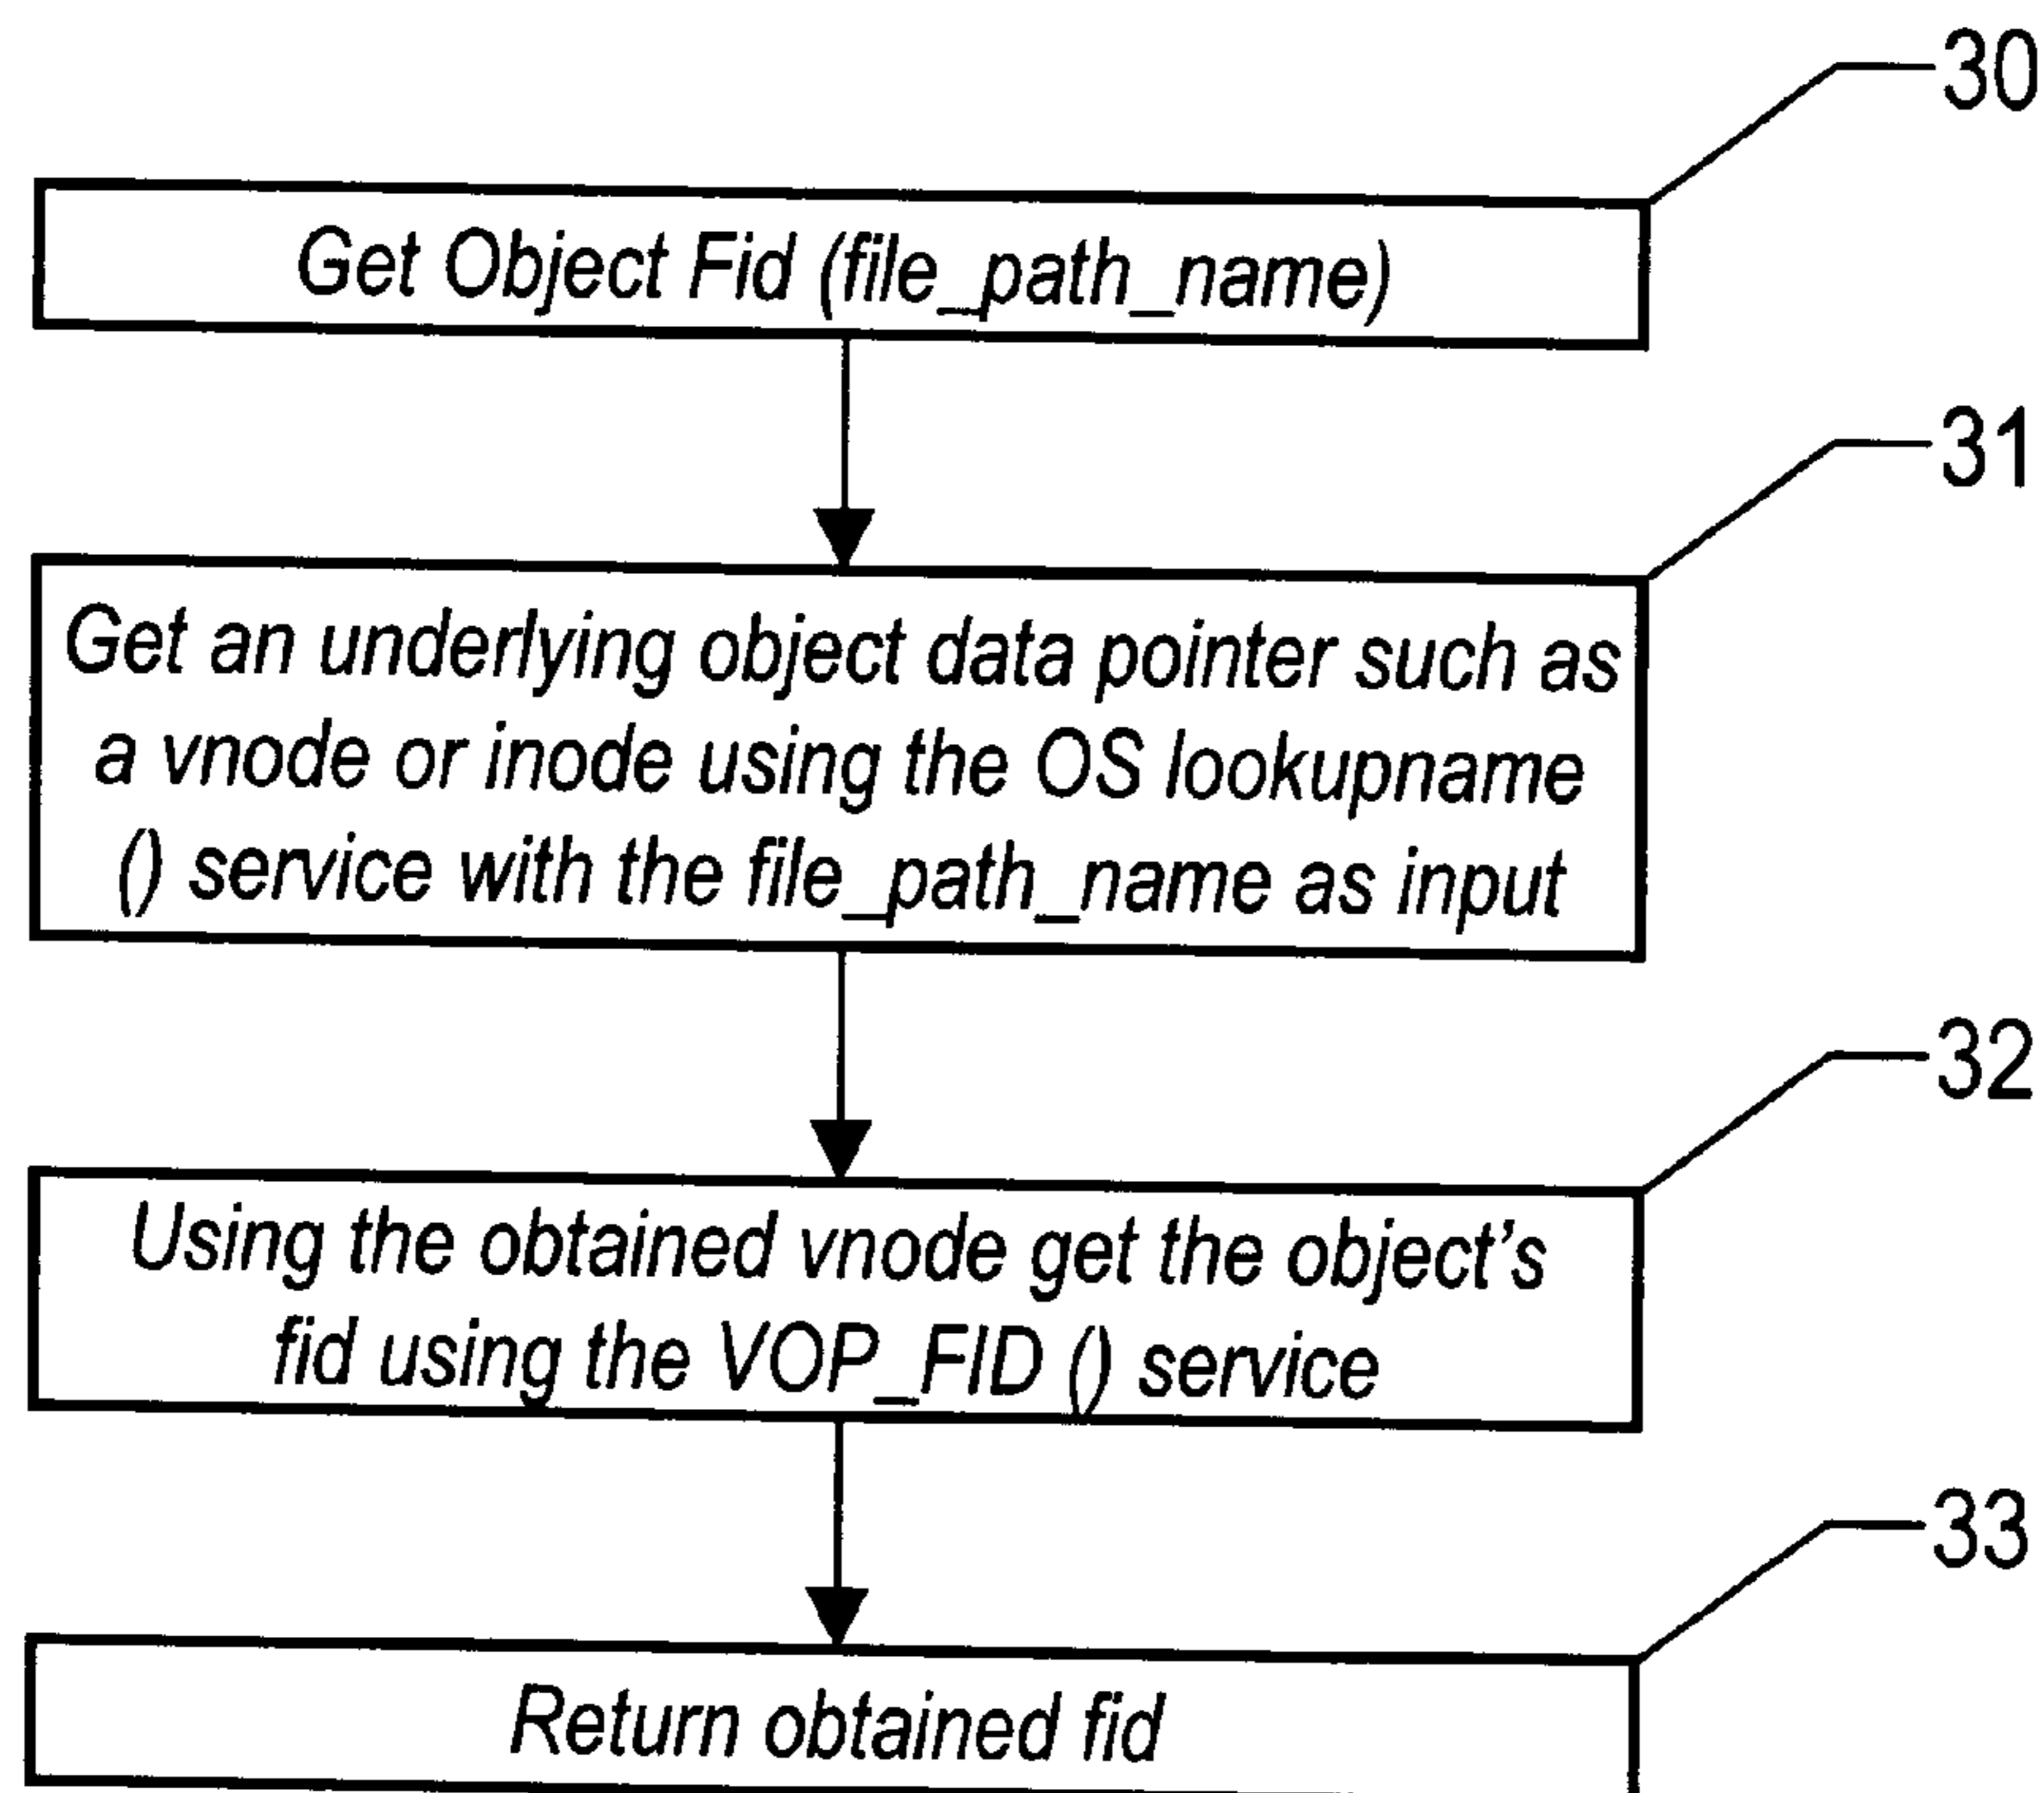 30
Get Object Fid (file_path_name)
31
Get an underlying object data pointer such as
a vnode or inode using the OS lookupname
() service with the file_path_name as input
32
Using the obtained vnode get the object's
fid using the VOP_FID () service
33
Return obtained fid